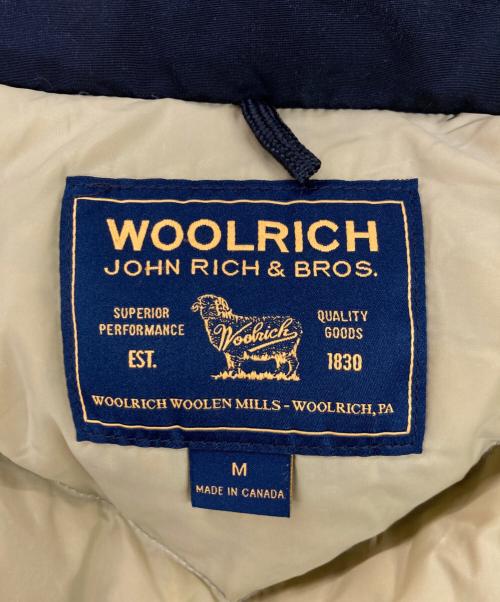 WOOLRICH
JOHN RICH & BROS.
SUPERIOR
PERFORMANCE
EST.
Woolrich
QUALITY
GOODS
1830
WOOLRICH WOOLEN MILLS - WOOLRICH, PA
M
MADE IN CANADA